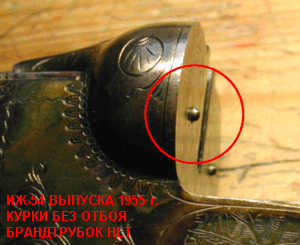 ИЖ-54 ВЫПУСКА 1955 г.
КУРКИ БЕЗ ОТБОЯ
БРАНДТРУБОК НЕТ